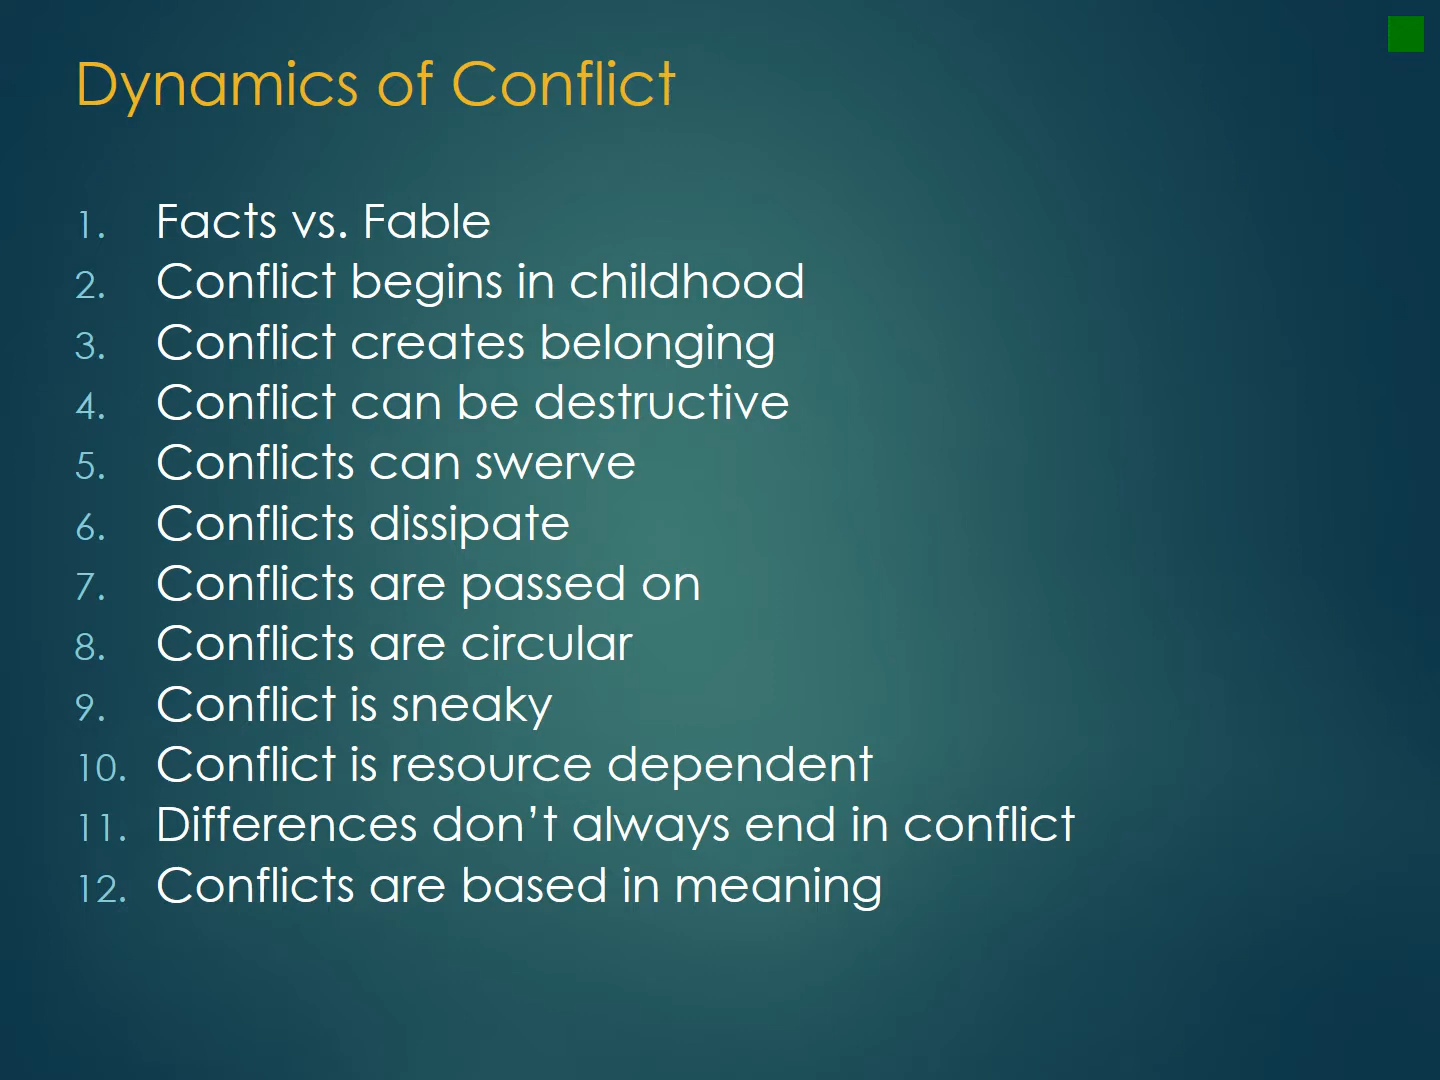 Dynamics of Conflict
1. Facts vs. Fable
2. Conflict begins in childhood
3. Conflict creates belonging
4. Conflict can be destructive
5. Conflicts can swerve
6. Conflicts dissipate
7. Conflicts are passed on
8. Conflicts are circular
9. Conflict is sneaky
10. Conflict is resource dependent
11. Differences don’t always end in conflict
12. Conflicts are based in meaning